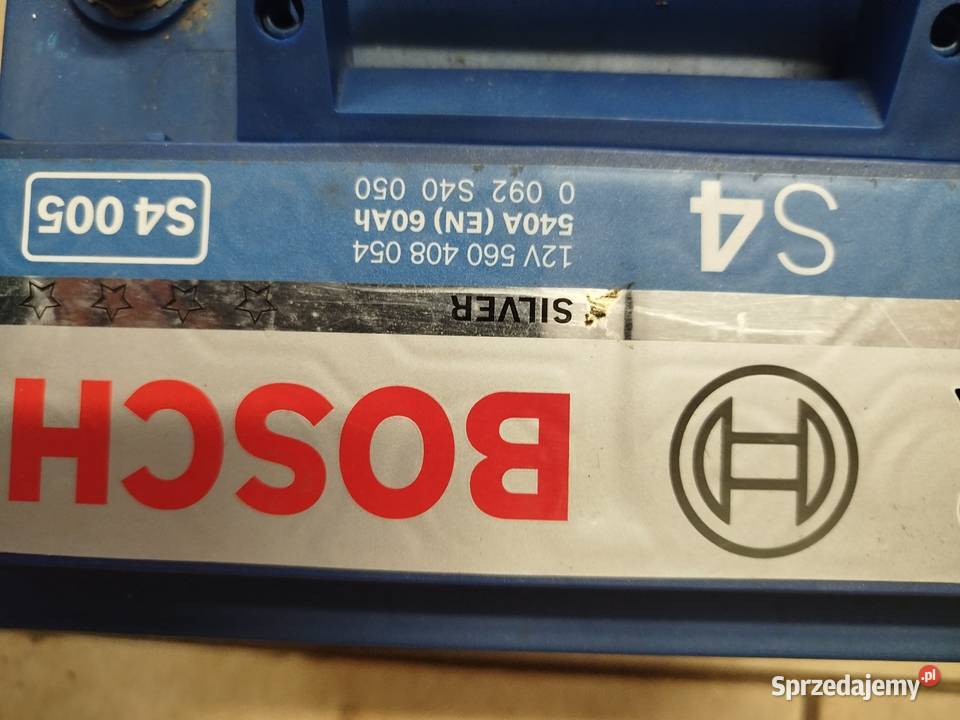 BOSCH
SILVER
S4
12V 560 408 054
540A (EN) 60Ah
0 092 S40 050
S4 005
Sprzedajemy.pl